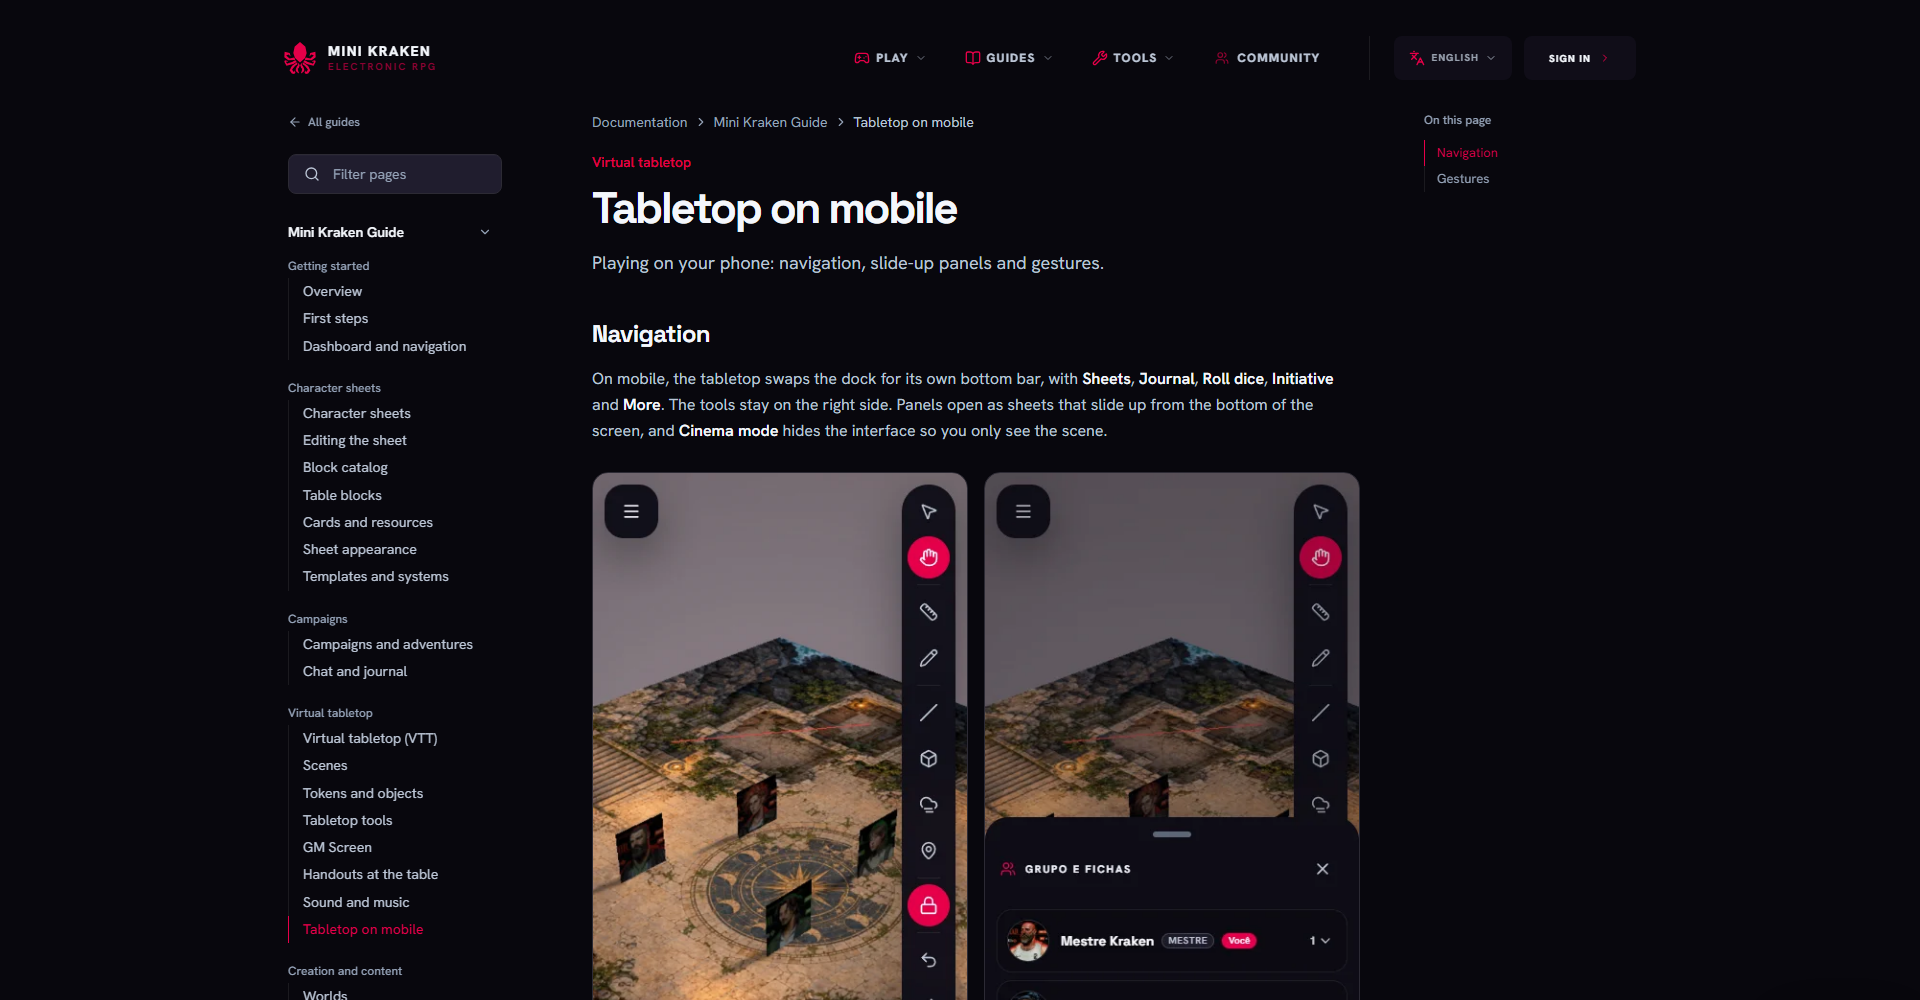 MINI KRAKEN
ELECTRONIC RPG
PLAY
GUIDES
TOOLS
COMMUNITY
ENGLISH
SIGN IN
All guides
Filter pages
Mini Kraken Guide
Getting started
Overview
First steps
Dashboard and navigation
Character sheets
Character sheets
Editing the sheet
Block catalog
Table blocks
Cards and resources
Sheet appearance
Templates and systems
Campaigns
Campaigns and adventures
Chat and journal
Virtual tabletop
Virtual tabletop (VTT)
Scenes
Tokens and objects
Tabletop tools
GM Screen
Handouts at the table
Sound and music
Tabletop on mobile
Creation and content
Worlds
Documentation > Mini Kraken Guide > Tabletop on mobile
Virtual tabletop
Tabletop on mobile
Playing on your phone: navigation, slide-up panels and gestures.
Navigation
On mobile, the tabletop swaps the dock for its own bottom bar, with Sheets, Journal, Roll dice, Initiative
and More. The tools stay on the right side. Panels open as sheets that slide up from the bottom of the
screen, and Cinema mode hides the interface so you only see the scene.
GRUPO E FICHAS
Mestre Kraken MESTRE Você 1
On this page
Navigation
Gestures